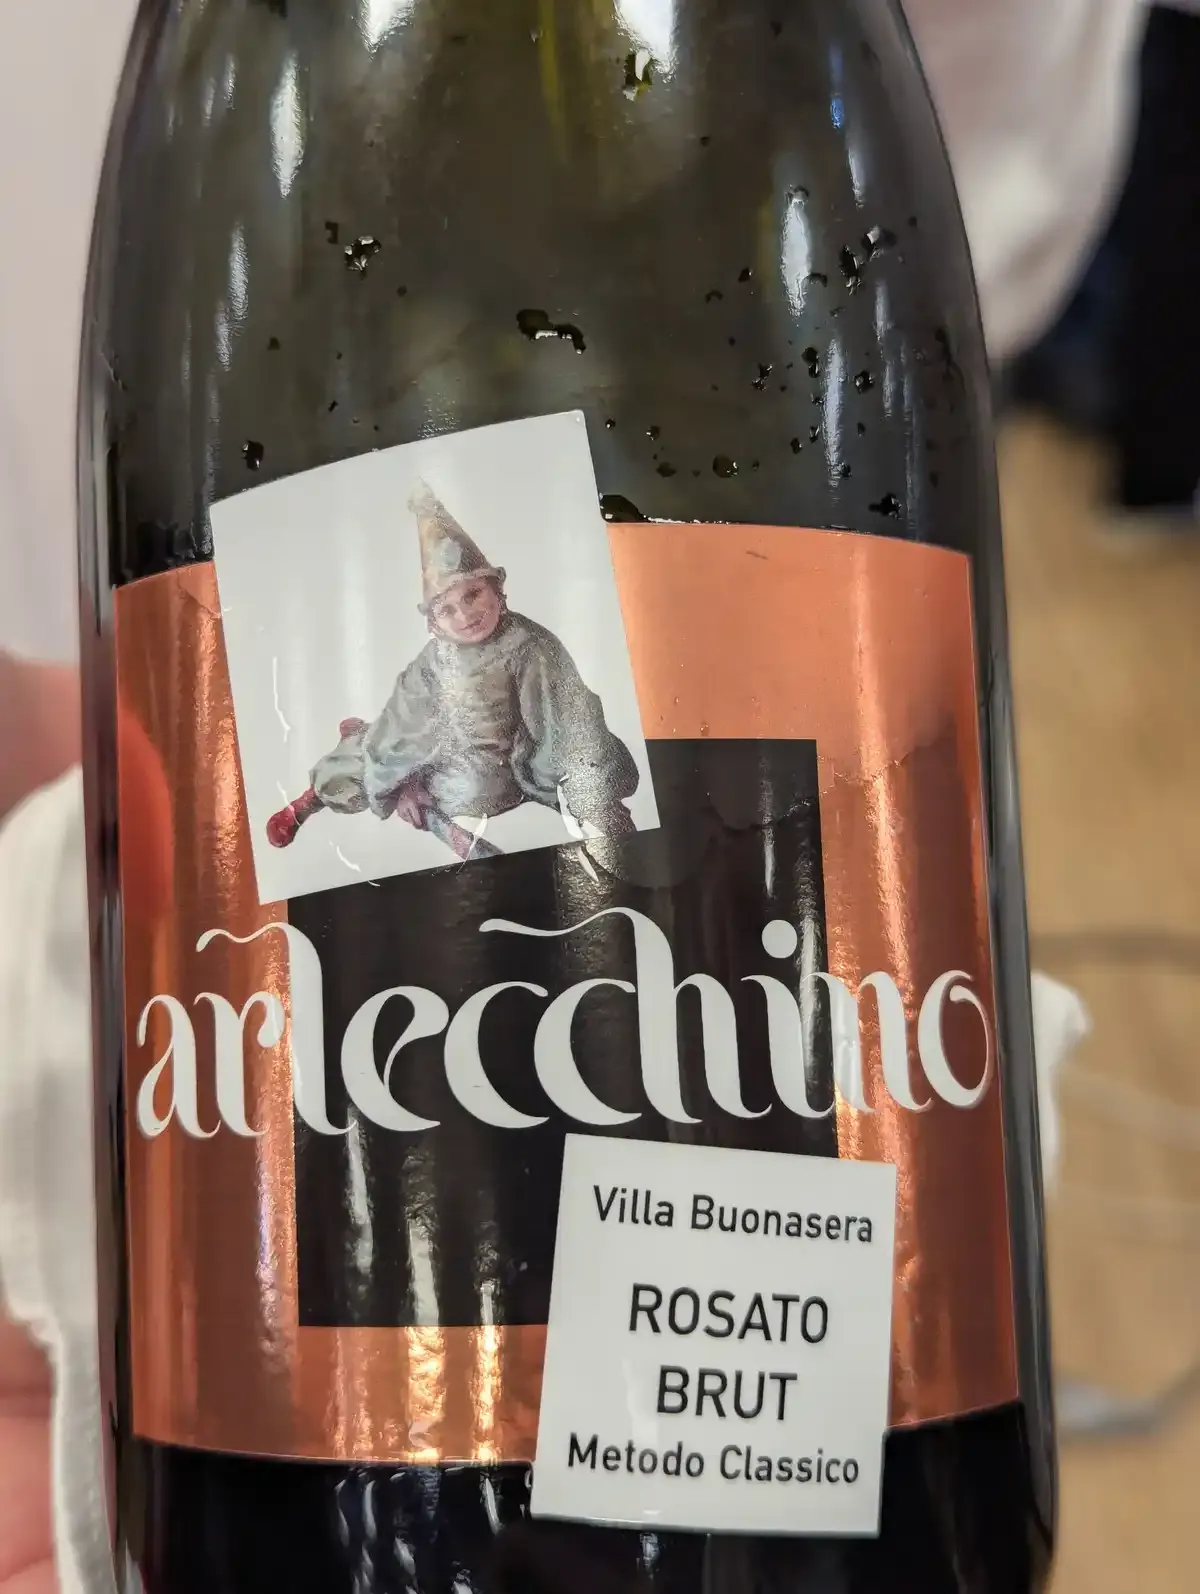 arlecchino
Villa Buonasera
ROSATO
BRUT
Metodo Classico